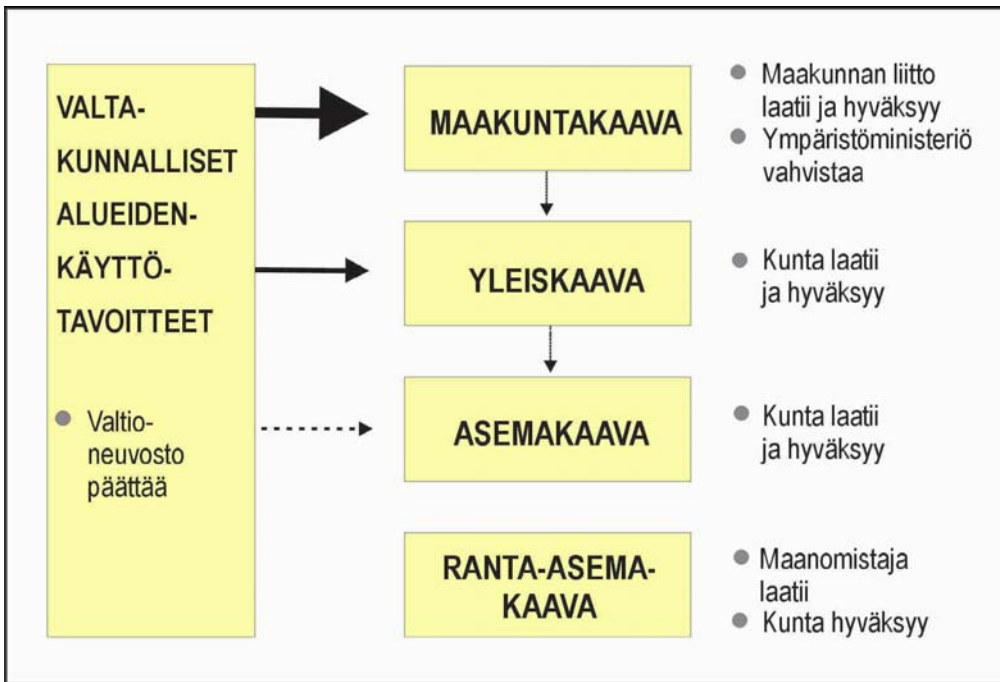 VALTA-
KUNNALLISET
ALUEIDEN-
KÄYTTÖ-
TAVOITTEET
Valtio-
neuvosto
päättää
MAAKUNTAKAAVA
Maakunnan liitto
laatii ja hyväksyy
Ympäristöministeriö
vahvistaa
YLEISKAAVA
Kunta laatii
ja hyväksyy
ASEMAKAAVA
Kunta laatii
ja hyväksyy
RANTA-ASEMA-
KAAVA
Maanomistaja
laatii
Kunta hyväksyy